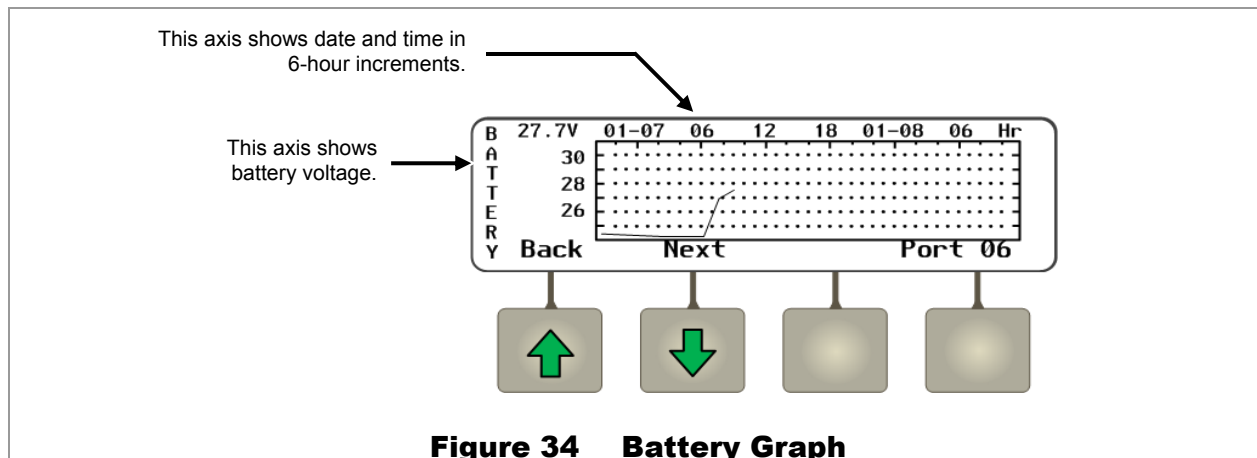 This axis shows date and time in
6-hour increments.
This axis shows
battery voltage.
BATTERY
27.7V 01-07 06 12 18 01-08 06 Hr
30
28
26
Back Next Port 06
Figure 34 Battery Graph